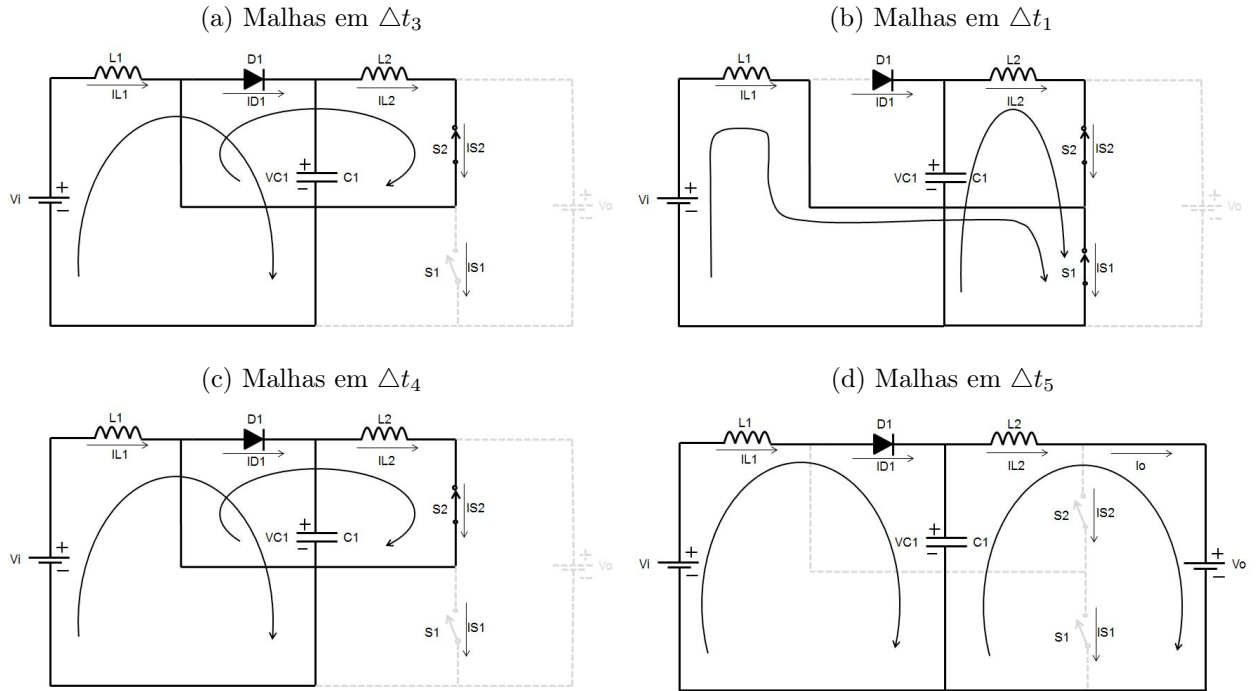 (a) Malhas em △t₃
L1
IL1
D1
ID1
L2
IL2
S2
IS2
Vi
+
−
VC1
+
−
C1
Vo
+
−
S1
IS1
(b) Malhas em △t₁
L1
IL1
D1
ID1
L2
IL2
S2
IS2
Vi
+
−
VC1
+
−
C1
Vo
+
−
S1
IS1
(c) Malhas em △t₄
L1
IL1
D1
ID1
L2
IL2
S2
IS2
Vi
+
−
VC1
+
−
C1
Vo
+
−
S1
IS1
(d) Malhas em △t₅
L1
IL1
D1
ID1
L2
IL2
Io
S2
IS2
Vi
+
−
VC1
+
−
C1
Vo
+
−
S1
IS1